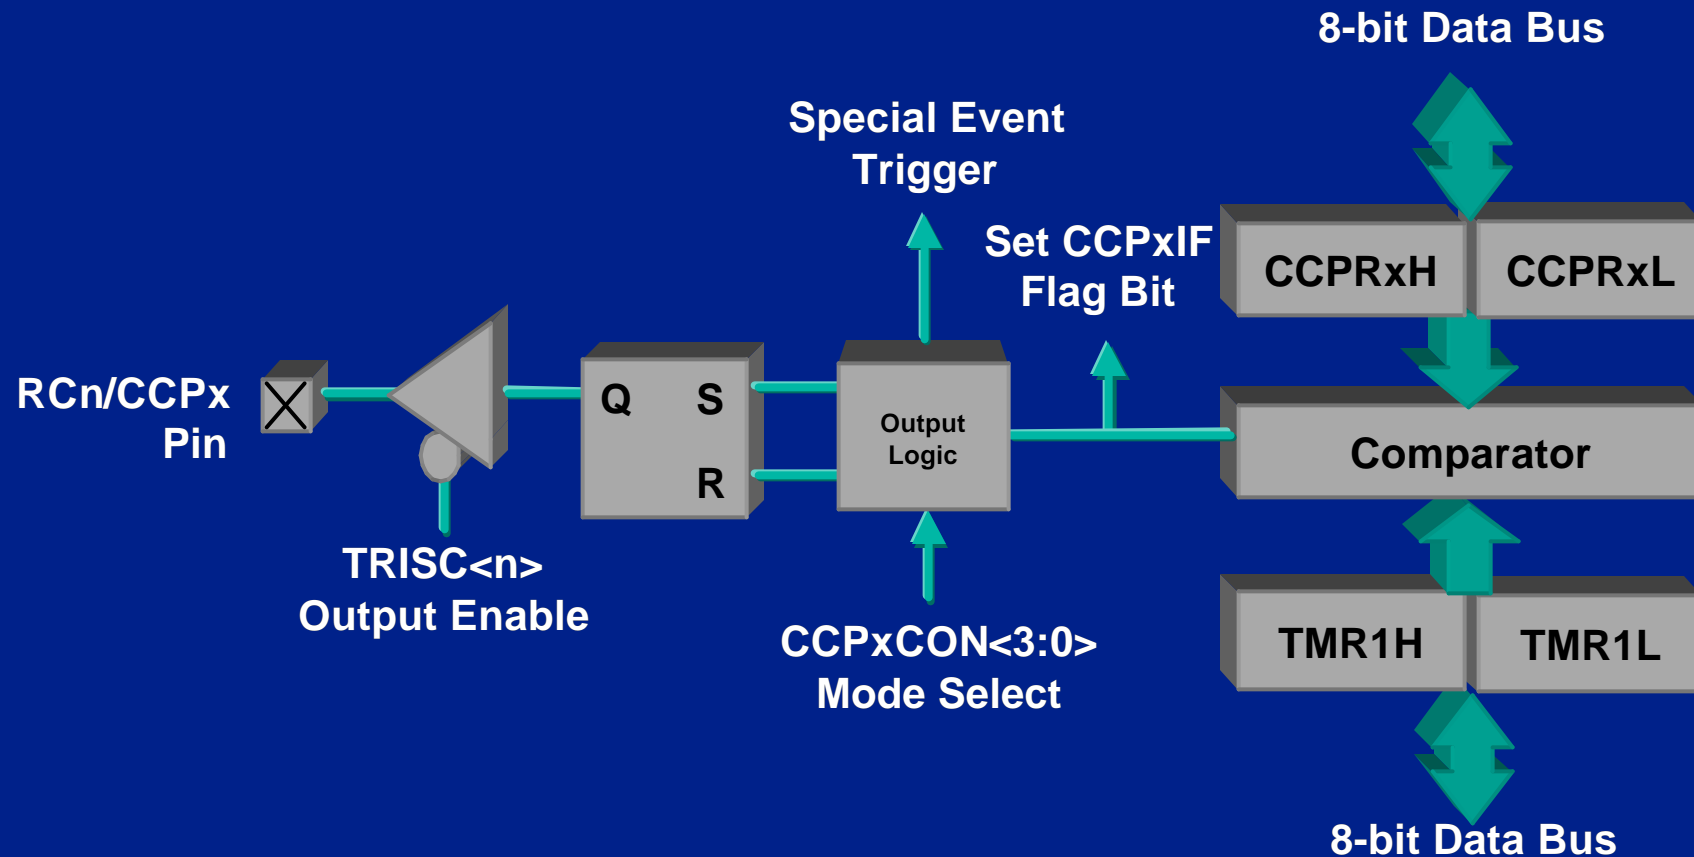 8-bit Data Bus
Special Event
Trigger
Set CCPxIF
Flag Bit
CCPRxH
CCPRxL
RCn/CCPx
Pin
Q
S
R
Output
Logic
Comparator
TRISC<n>
Output Enable
CCPxCON<3:0>
Mode Select
TMR1H
TMR1L
8-bit Data Bus